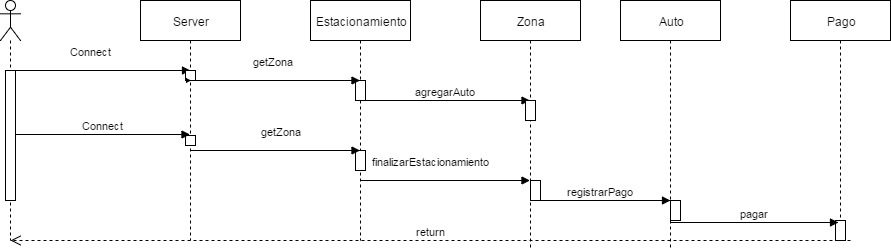 Server
Estacionamiento
Zona
Auto
Pago
Connect
getZona
agregarAuto
Connect
getZona
finalizarEstacionamiento
registrarPago
pagar
return